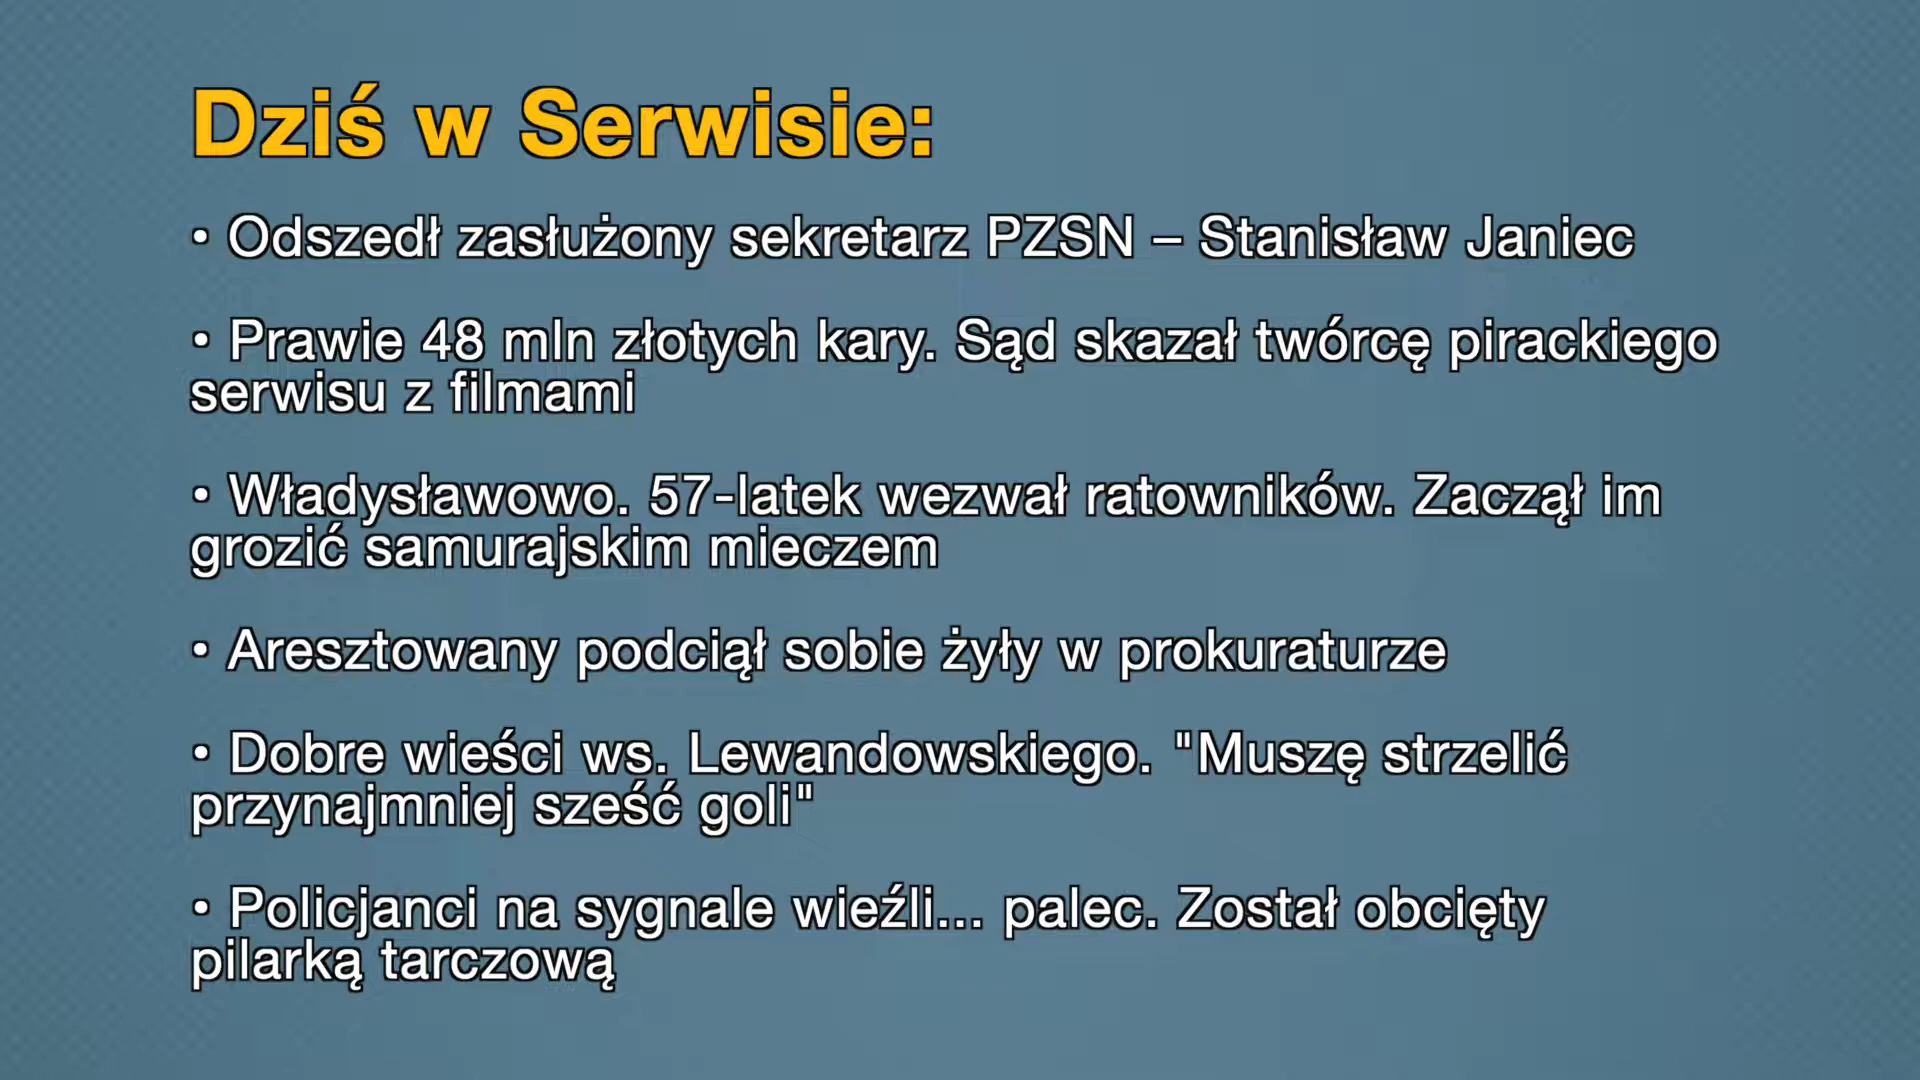 Dziś w Serwisie:
• Odszedł zasłużony sekretarz PZSN – Stanisław Janiec
• Prawie 48 mln złotych kary. Sąd skazał twórcę pirackiego
serwisu z filmami
• Władysławowo. 57-latek wezwał ratowników. Zaczął im
grozić samurajskim mieczem
• Aresztowany podciął sobie żyły w prokuraturze
• Dobre wieści ws. Lewandowskiego. "Muszę strzelić
przynajmniej sześć goli"
• Policjanci na sygnale wieźli... palec. Został obcięty
pilarką tarczową